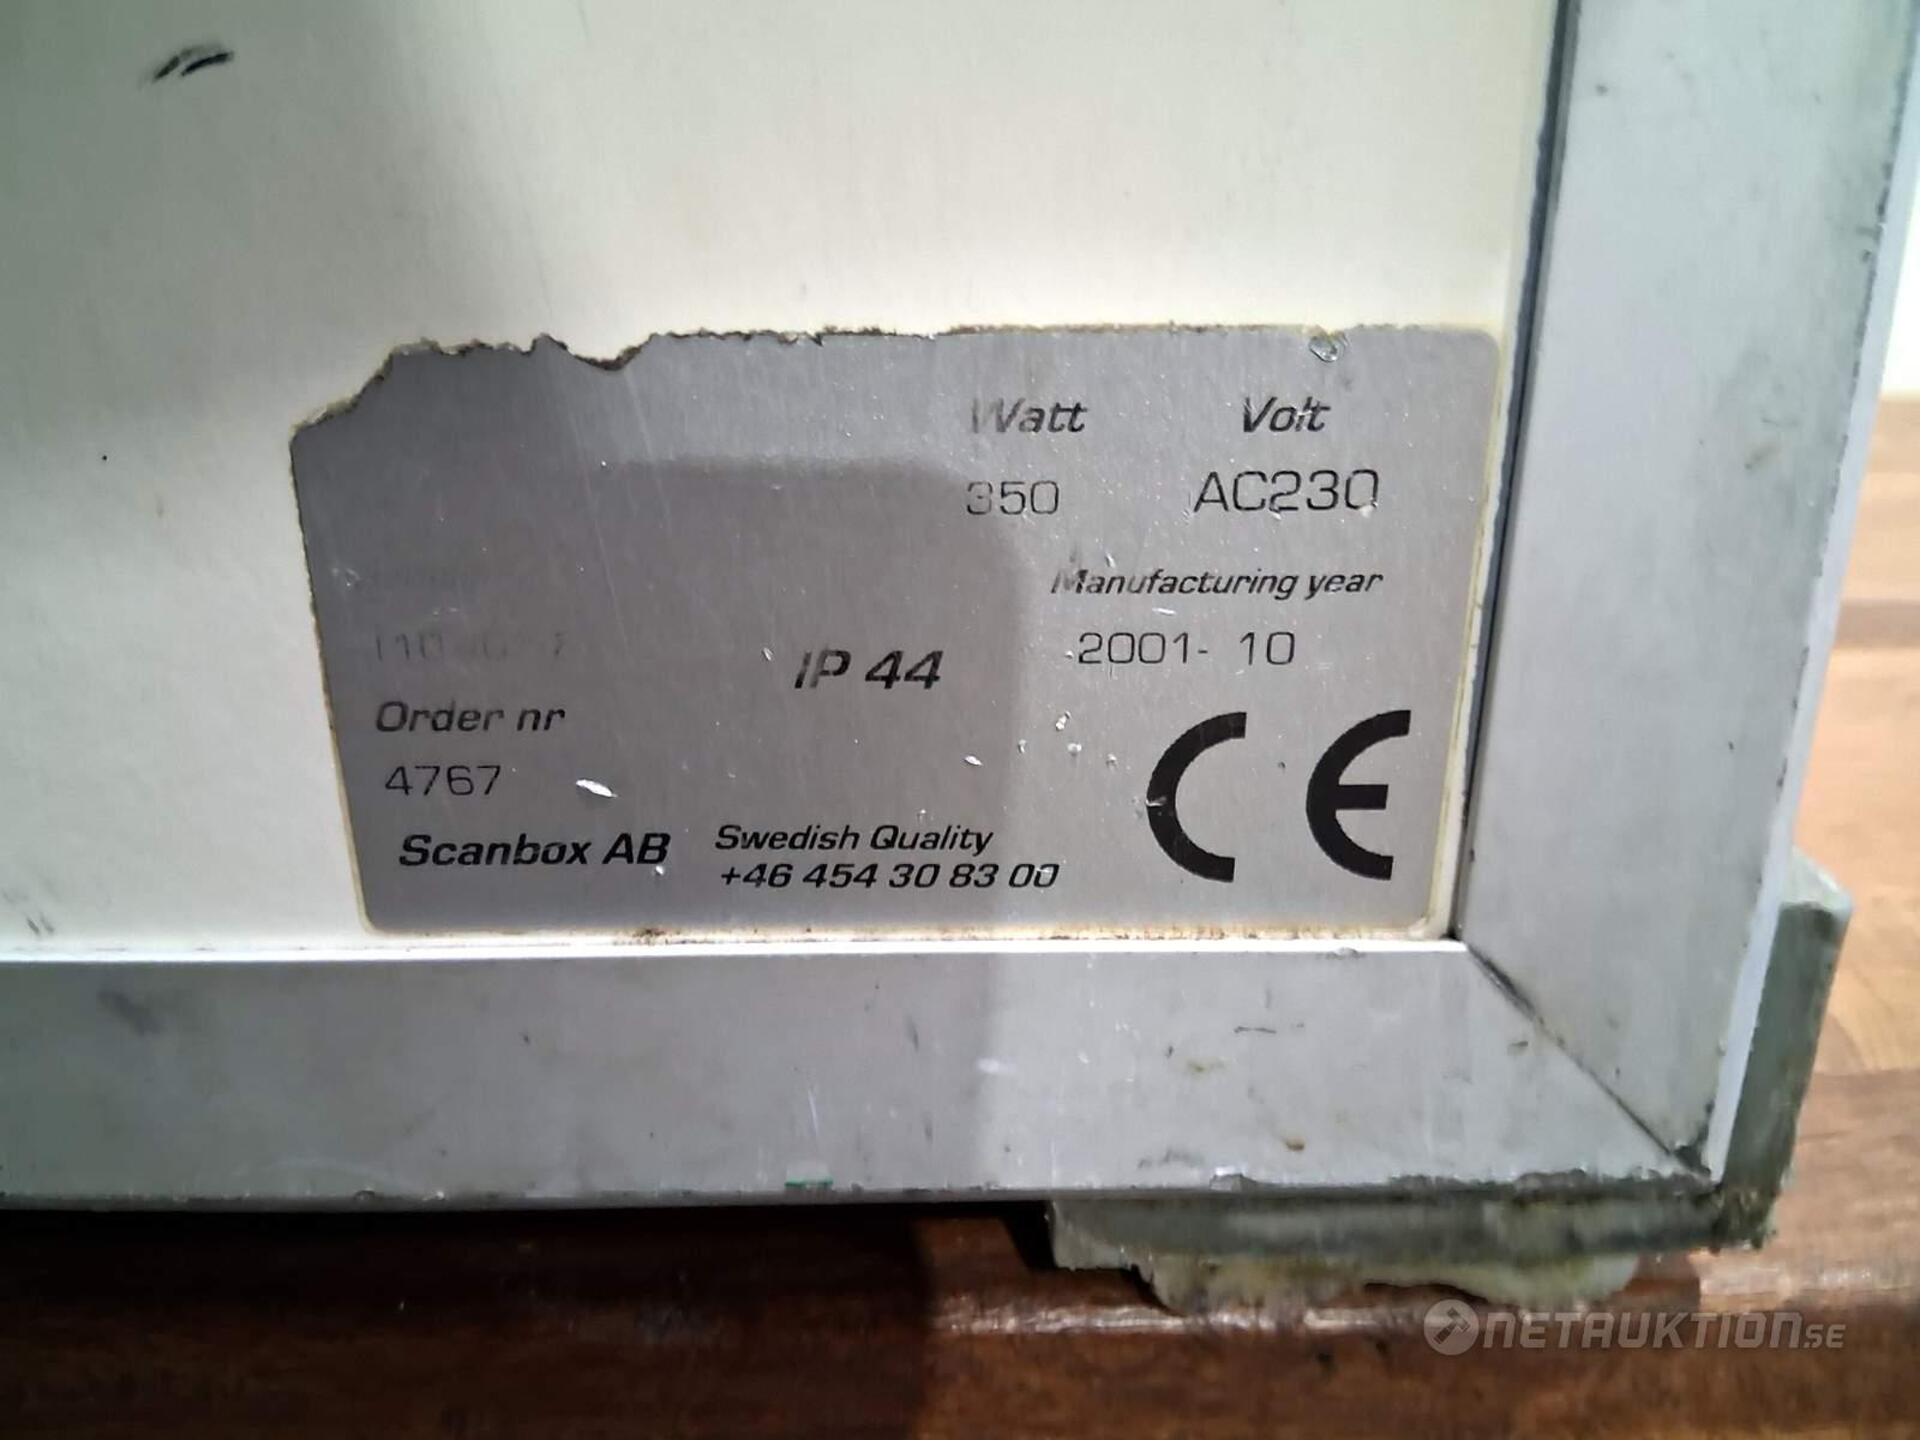 Watt Volt
350 AC230
Manufacturing year
IP 44 2001- 10
Order nr
4767
Scanbox AB Swedish Quality
+46 454 30 83 00
CE
NETAUKTION.SE